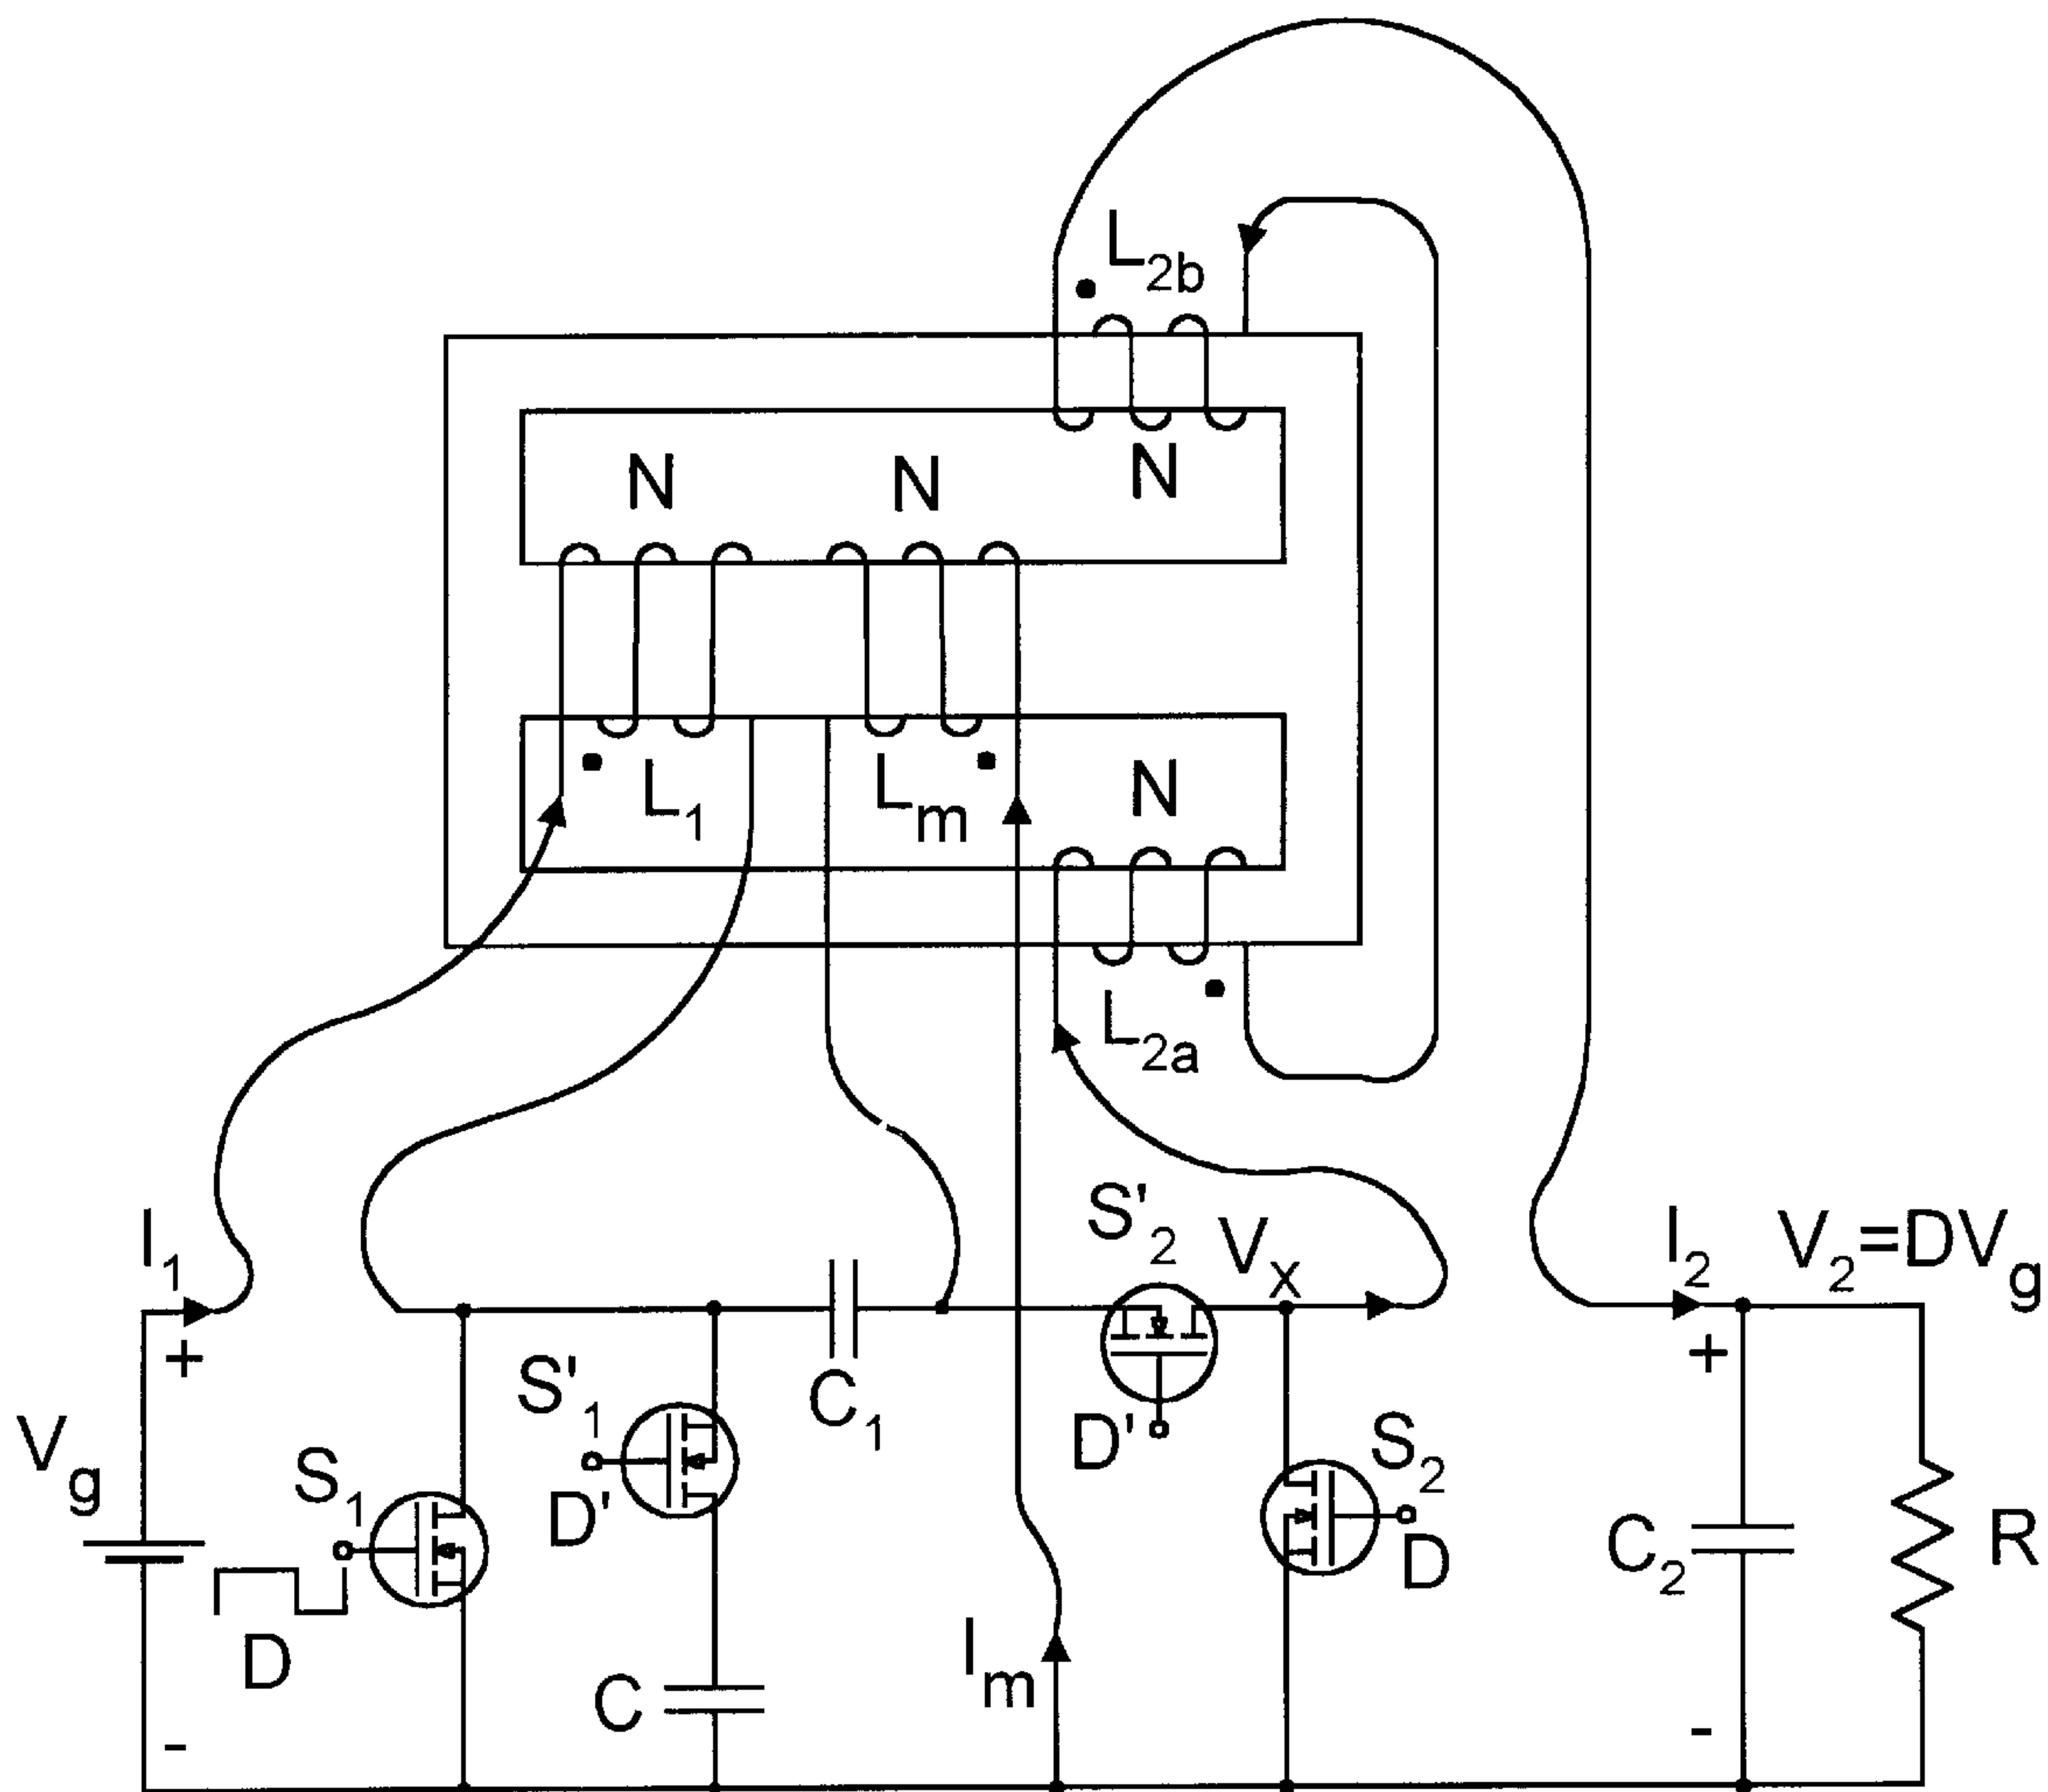 L2b
N N N
L1 Lm N
L2a
I1 + S'2 Vx I2 V2=DVg
+
S'1 C1 D' S2
Vg S1 D' D C2 R
D C Im
- -